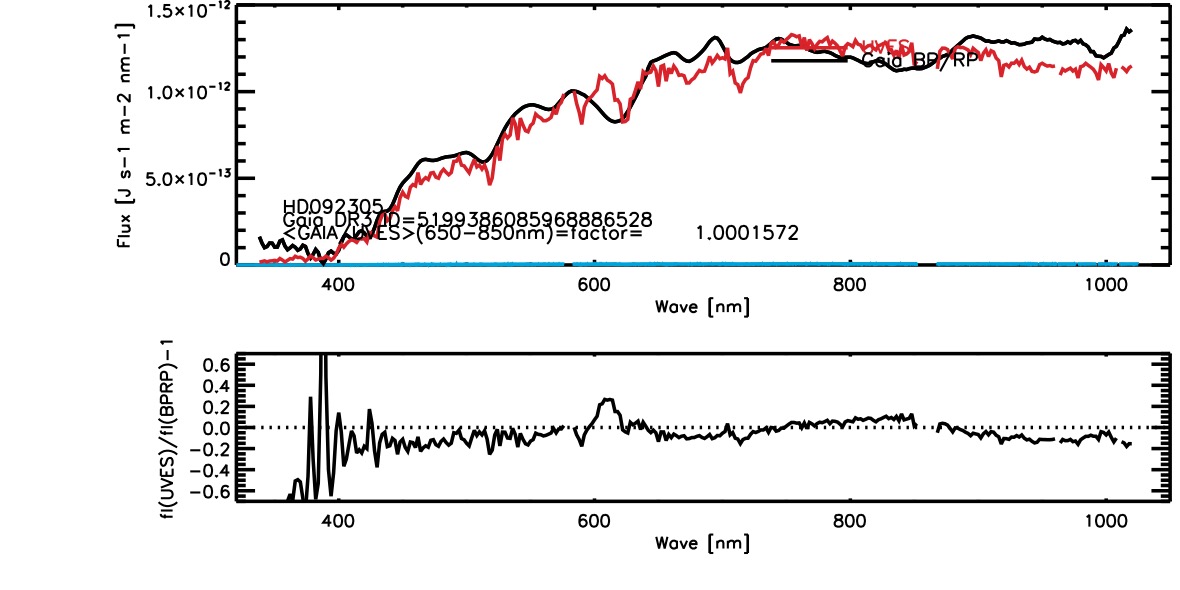 1.5×10−12
1.0×10−12
5.0×10−13
0
Flux [J s−1 m−2 nm−1]
UVES
Gaia BP/RP
HD092305
Gaia DR3 ID=5199386085968886528
<GAIA/UVES>(650−850nm)=factor= 1.0001572
400 600 800 1000
Wave [nm]
fl(UVES)/fl(BPRP)−1
0.6
0.4
0.2
0.0
−0.2
−0.4
−0.6
400 600 800 1000
Wave [nm]